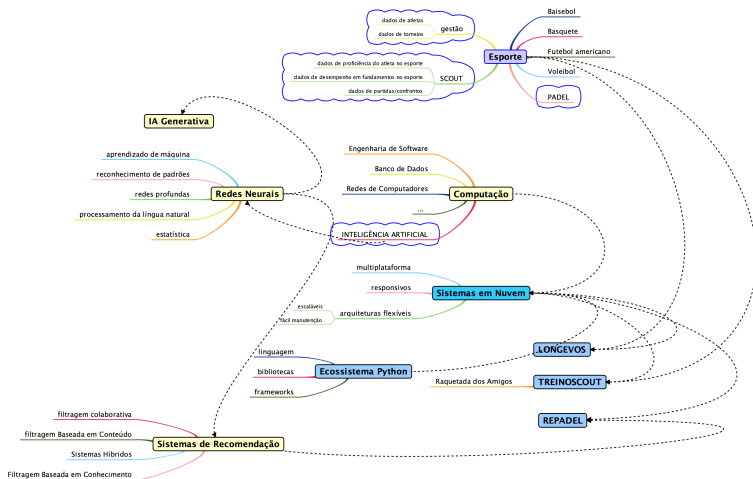 Baisebol
dados de atletas
gestão
dados de torneios
Basquete
Esporte
Futebol americano
dados de proficiência do atleta no esporte
Voleibol
dados de desempenho em fundamentos no esporte
SCOUT
dados de partidas/confrontos
PADEL
IA Generativa
Engenharia de Software
aprendizado de máquina
Banco de Dados
reconhecimento de padrões
Redes Neurais
Redes de Computadores
Computação
redes profundas
processamento da língua natural
...
estatística
INTELIGÊNCIA ARTIFICIAL
multiplataforma
responsivos
Sistemas em Nuvem
escaláveis
arquiteturas flexíveis
fácil manutenção
linguagem
LONGEVOS
bibliotecas
Ecossistema Python
Raquetada dos Amigos
TREINOSCOUT
frameworks
filtragem colaborativa
REPADEL
filtragem Baseada em Conteúdo
Sistemas de Recomendação
Sistemas Híbridos
Filtragem Baseada em Conhecimento